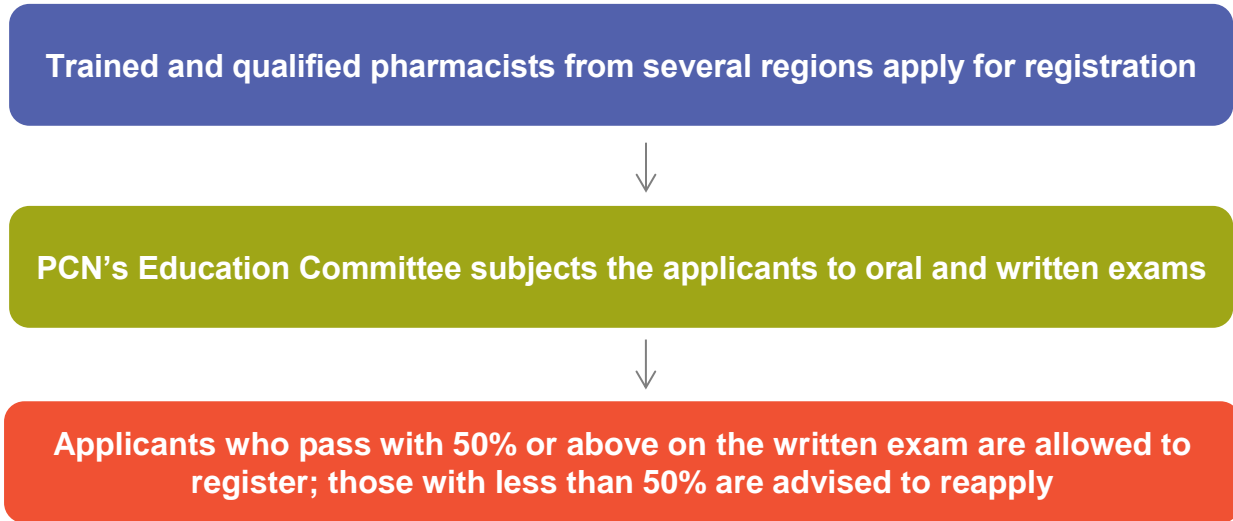 Trained and qualified pharmacists from several regions apply for registration
PCN’s Education Committee subjects the applicants to oral and written exams
Applicants who pass with 50% or above on the written exam are allowed to
register; those with less than 50% are advised to reapply